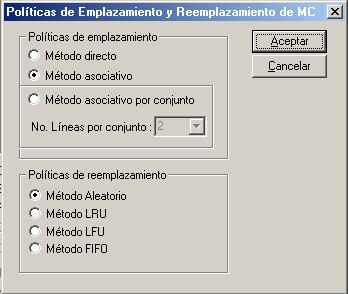 Políticas de Emplazamiento y Reemplazamiento de MC
Políticas de emplazamiento
Método directo
Método asociativo
Método asociativo por conjunto
No. Líneas por conjunto : 2
Aceptar
Cancelar
Políticas de reemplazamiento
Método Aleatorio
Método LRU
Método LFU
Método FIFO